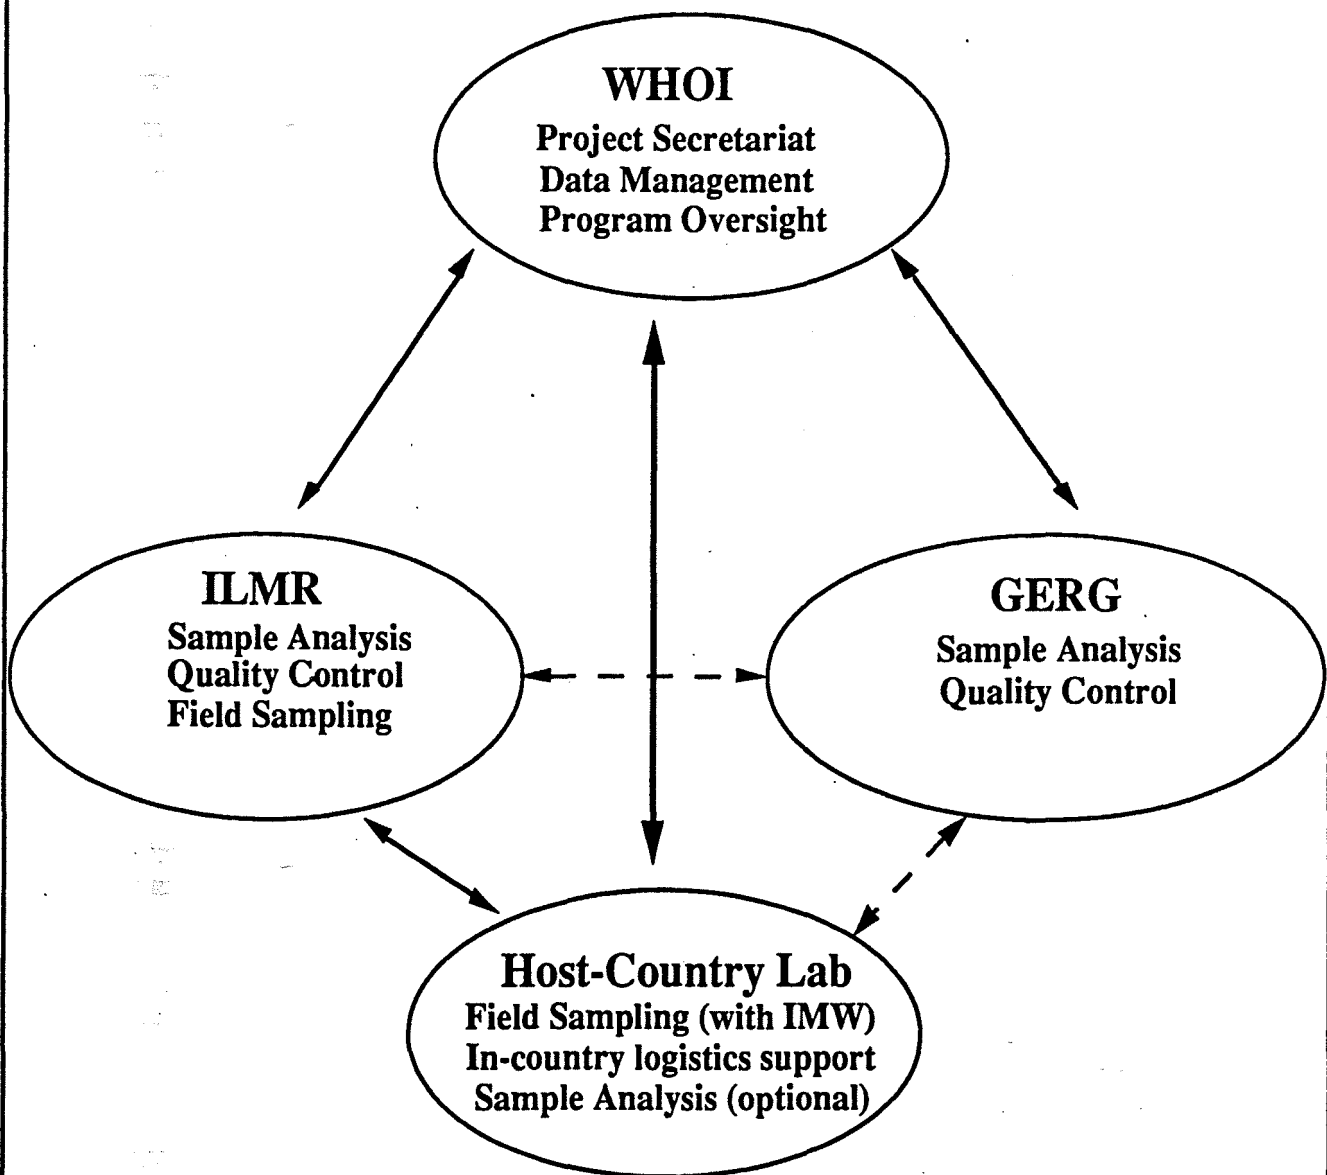 WHOI
Project Secretariat
Data Management
Program Oversight
ILMR
Sample Analysis
Quality Control
Field Sampling
GERG
Sample Analysis
Quality Control
Host-Country Lab
Field Sampling (with IMW)
In-country logistics support
Sample Analysis (optional)